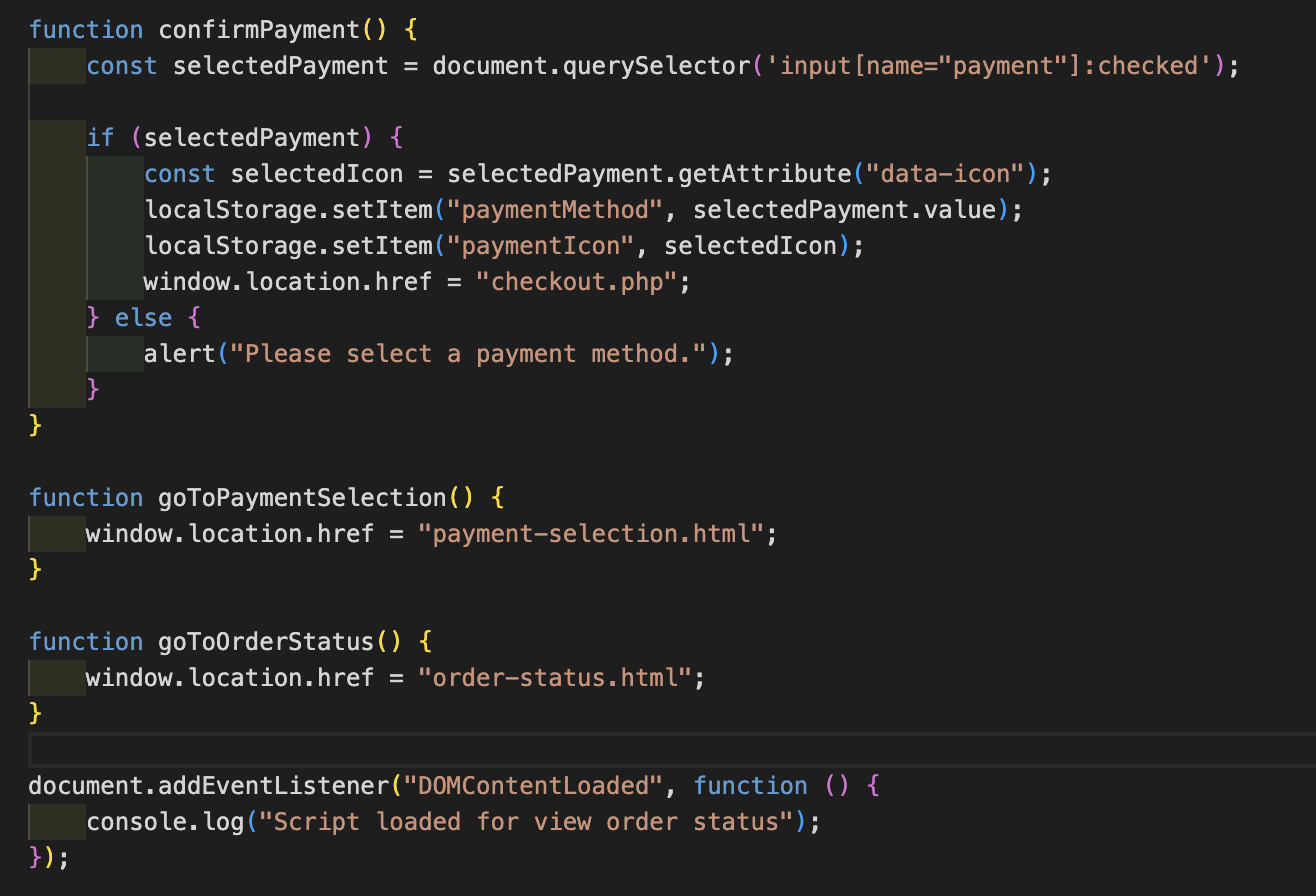 function confirmPayment() {
    const selectedPayment = document.querySelector('input[name="payment"]:checked');

    if (selectedPayment) {
        const selectedIcon = selectedPayment.getAttribute("data-icon");
        localStorage.setItem("paymentMethod", selectedPayment.value);
        localStorage.setItem("paymentIcon", selectedIcon);
        window.location.href = "checkout.php";
    } else {
        alert("Please select a payment method.");
    }
}

function goToPaymentSelection() {
    window.location.href = "payment-selection.html";
}

function goToOrderStatus() {
    window.location.href = "order-status.html";
}

document.addEventListener("DOMContentLoaded", function () {
    console.log("Script loaded for view order status");
});